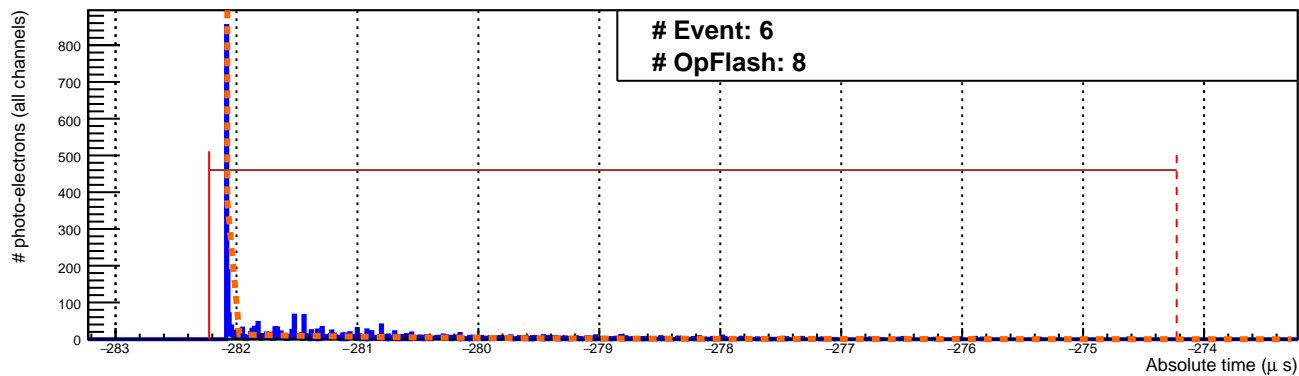 # Event: 6
# OpFlash: 8
# photo-electrons (all channels)
800
700
600
500
400
300
200
100
0
−283 −282 −281 −280 −279 −278 −277 −276 −275 −274
Absolute time (μ s)